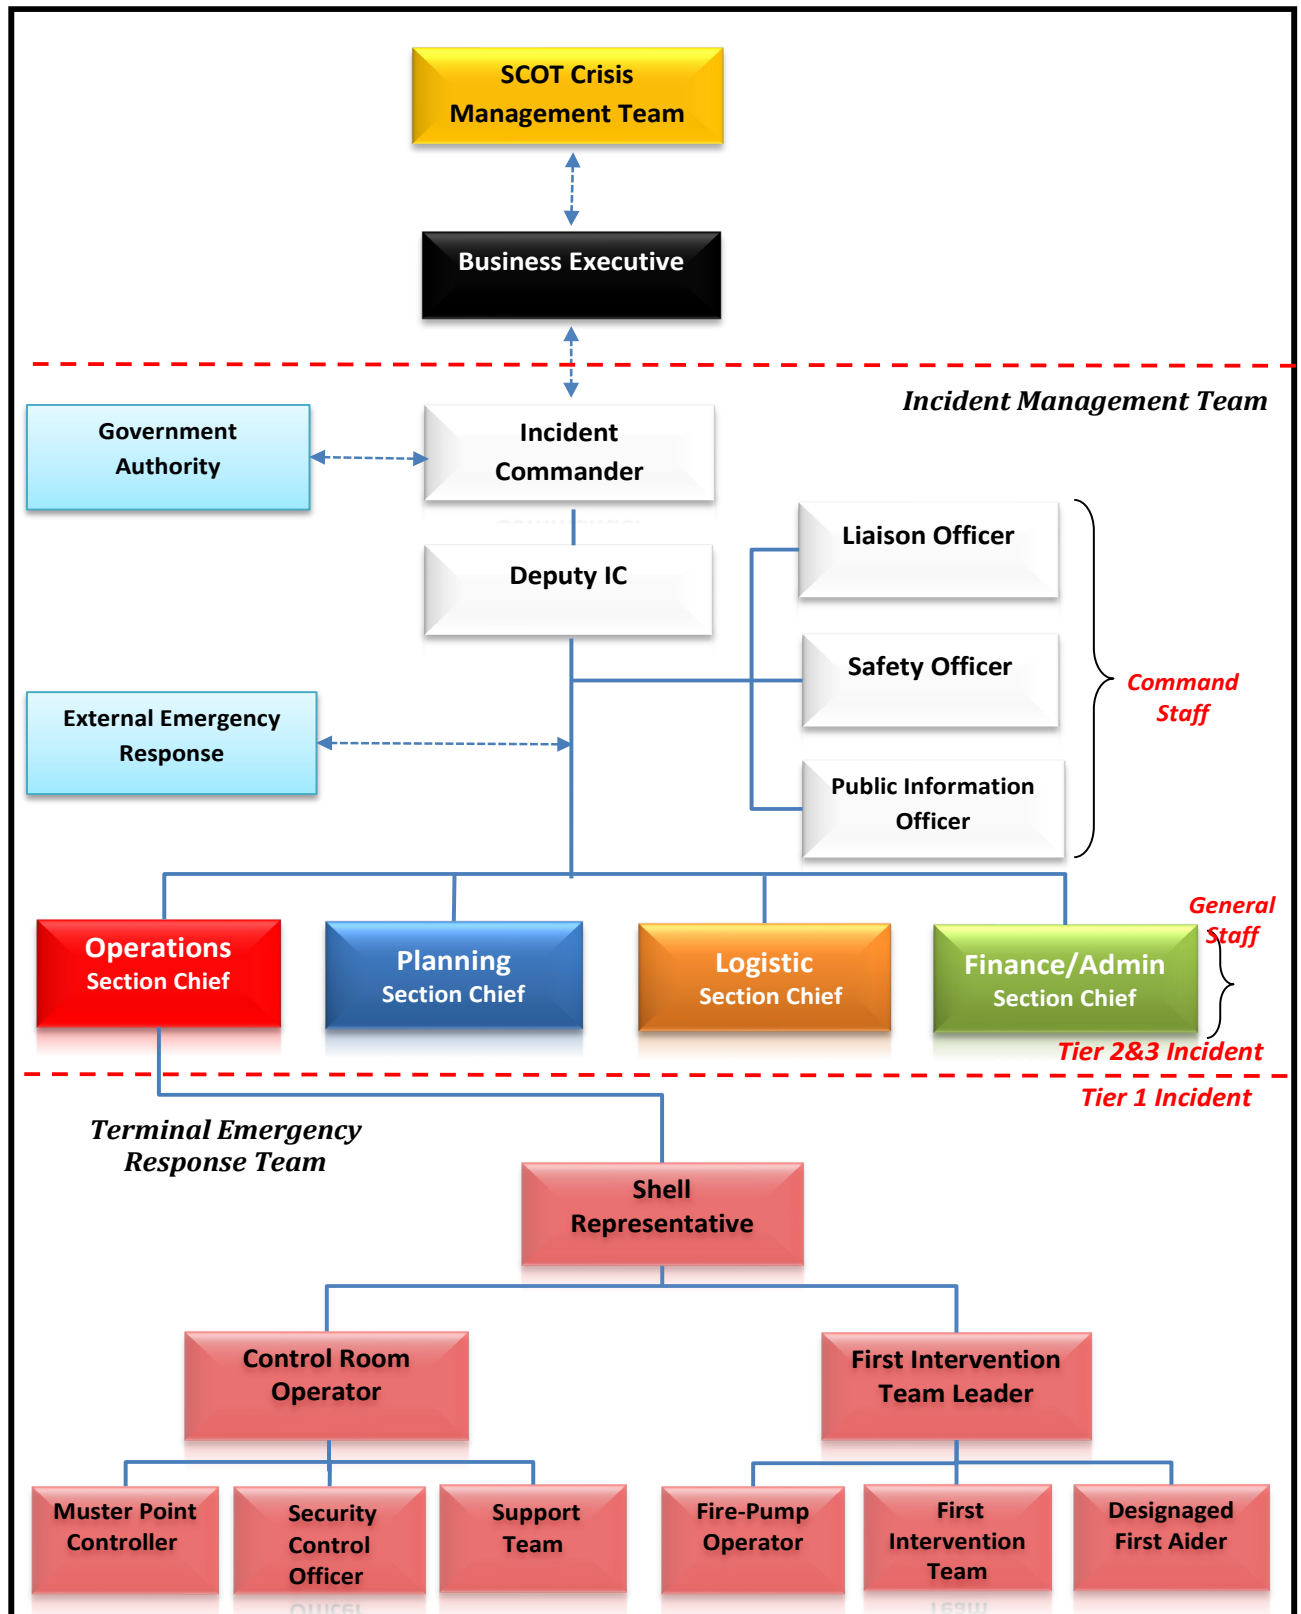 SCOT Crisis
Management Team
Business Executive
Incident Management Team
Government
Authority
Incident
Commander
Liaison Officer
Deputy IC
Safety Officer
Command
Staff
External Emergency
Response
Public Information
Officer
General
Staff
Operations
Section Chief
Planning
Section Chief
Logistic
Section Chief
Finance/Admin
Section Chief
Tier 2&3 Incident
Tier 1 Incident
Terminal Emergency
Response Team
Shell
Representative
Control Room
Operator
First Intervention
Team Leader
Muster Point
Controller
Security
Control
Officer
Support
Team
Fire-Pump
Operator
First
Intervention
Team
Designaged
First Aider